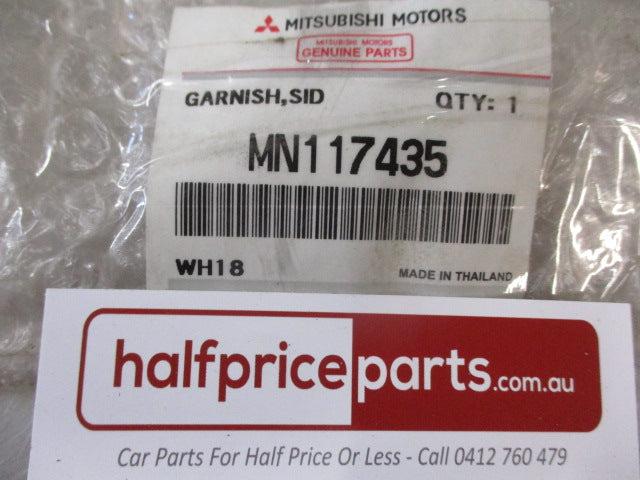 MITSUBISHI MOTORS
MITSUBISHI MOTORS
GENUINE PARTS
GARNISH,SID QTY: 1
MN117435
WH18 MADE IN THAILAND
halfpriceparts.com.au
Car Parts For Half Price Or Less - Call 0412 760 479